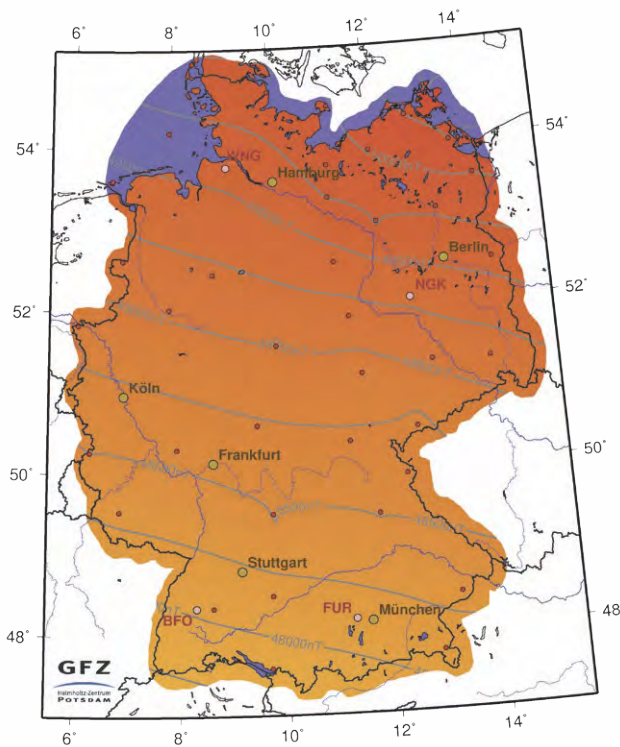 6° 8° 10° 12° 14°
54° 54°
WNG
Hamburg
Berlin
NGK
52° 52°
Köln
50° 50°
Frankfurt
Stuttgart
FUR
München
BFO
48° 48
48000nT
GFZ
Helmholtz-Zentrum
POTSDAM
6° 8° 10° 12° 14°